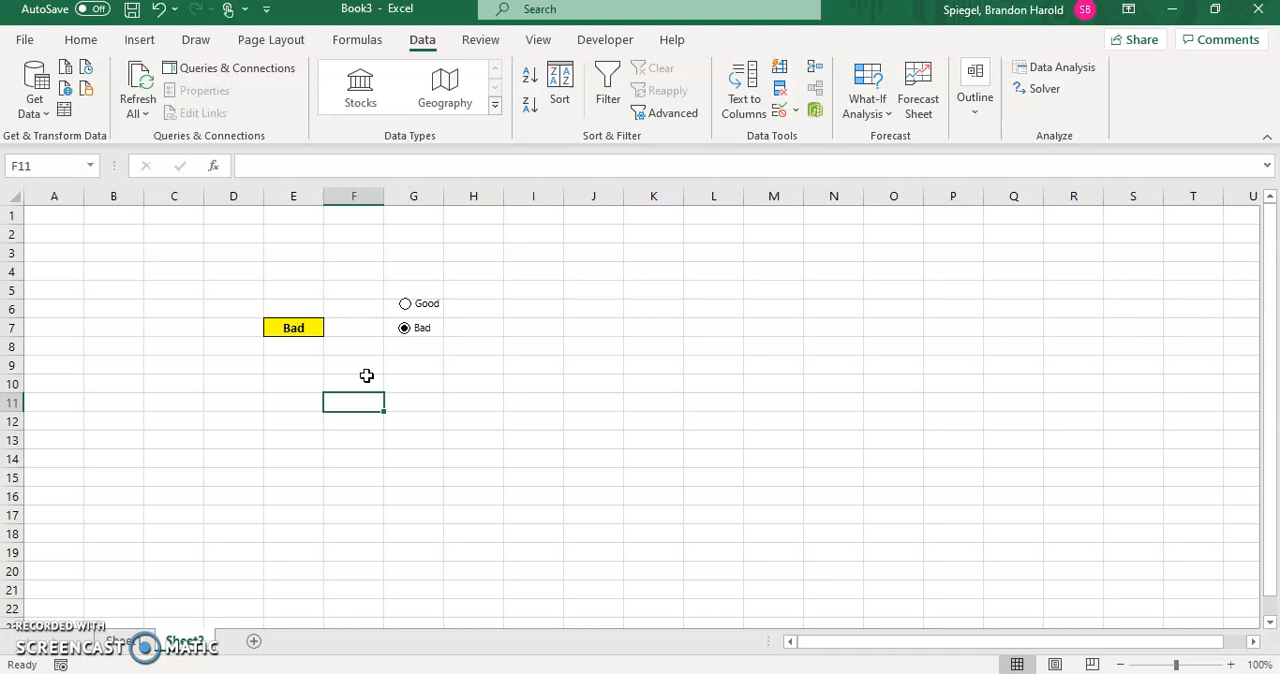 AutoSave Off Book3 - Excel Search Spiegel, Brandon Harold SB
File Home Insert Draw Page Layout Formulas Data Review View Developer Help Share Comments
Get Data Refresh All Queries & Connections Properties Edit Links Stocks Geography Sort Filter Clear Reapply Advanced Text to Columns What-If Analysis Forecast Sheet Outline Data Analysis Solver
Get & Transform Data Queries & Connections Data Types Sort & Filter Data Tools Forecast Analyze
F11 fx
A B C D E F G H I J K L M N O P Q R S T U
1
2
3
4
5
6 Good
7 Bad Bad
8
9
10
11
12
13
14
15
16
17
18
19
20
21
22
RECORDED WITH
SCREENCAST MATIC
Ready 100%